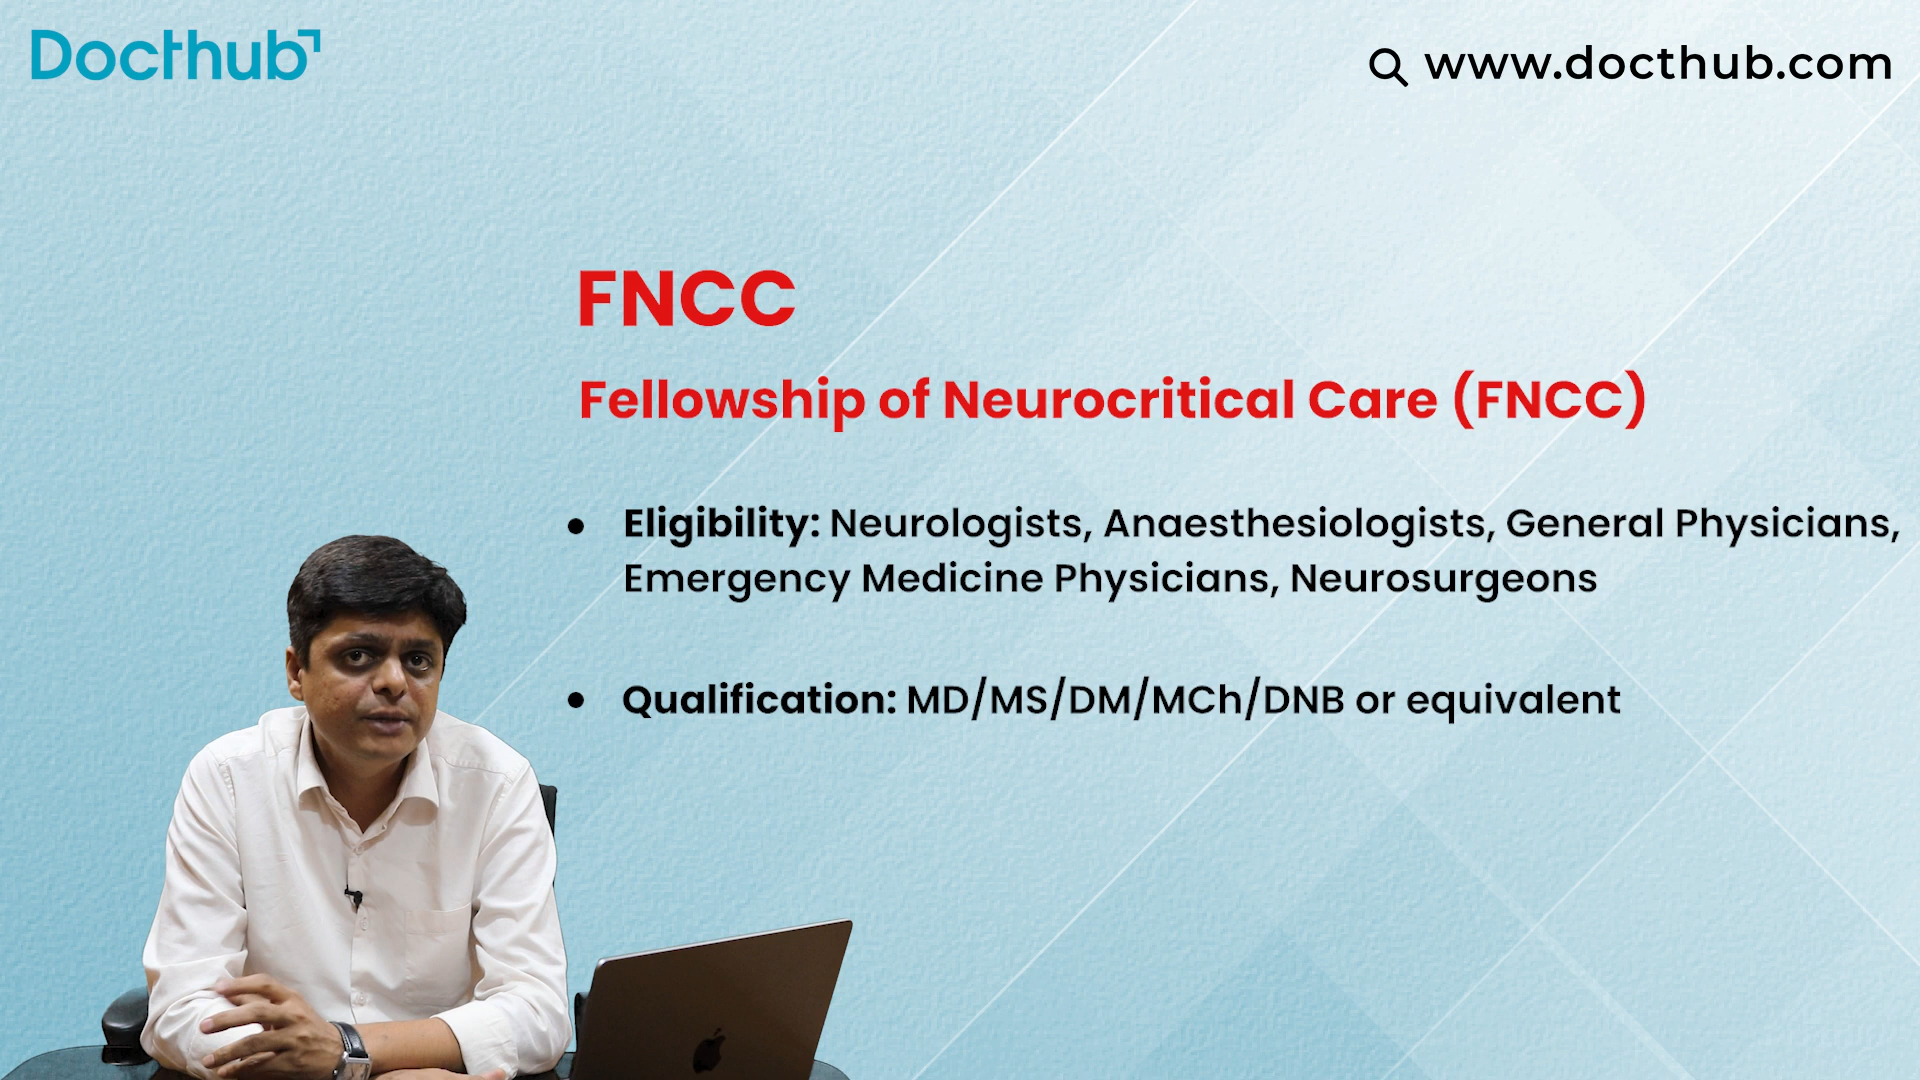 Docthub
www.docthub.com
FNCC
Fellowship of Neurocritical Care (FNCC)
• Eligibility: Neurologists, Anaesthesiologists, General Physicians,
Emergency Medicine Physicians, Neurosurgeons
• Qualification: MD/MS/DM/MCh/DNB or equivalent